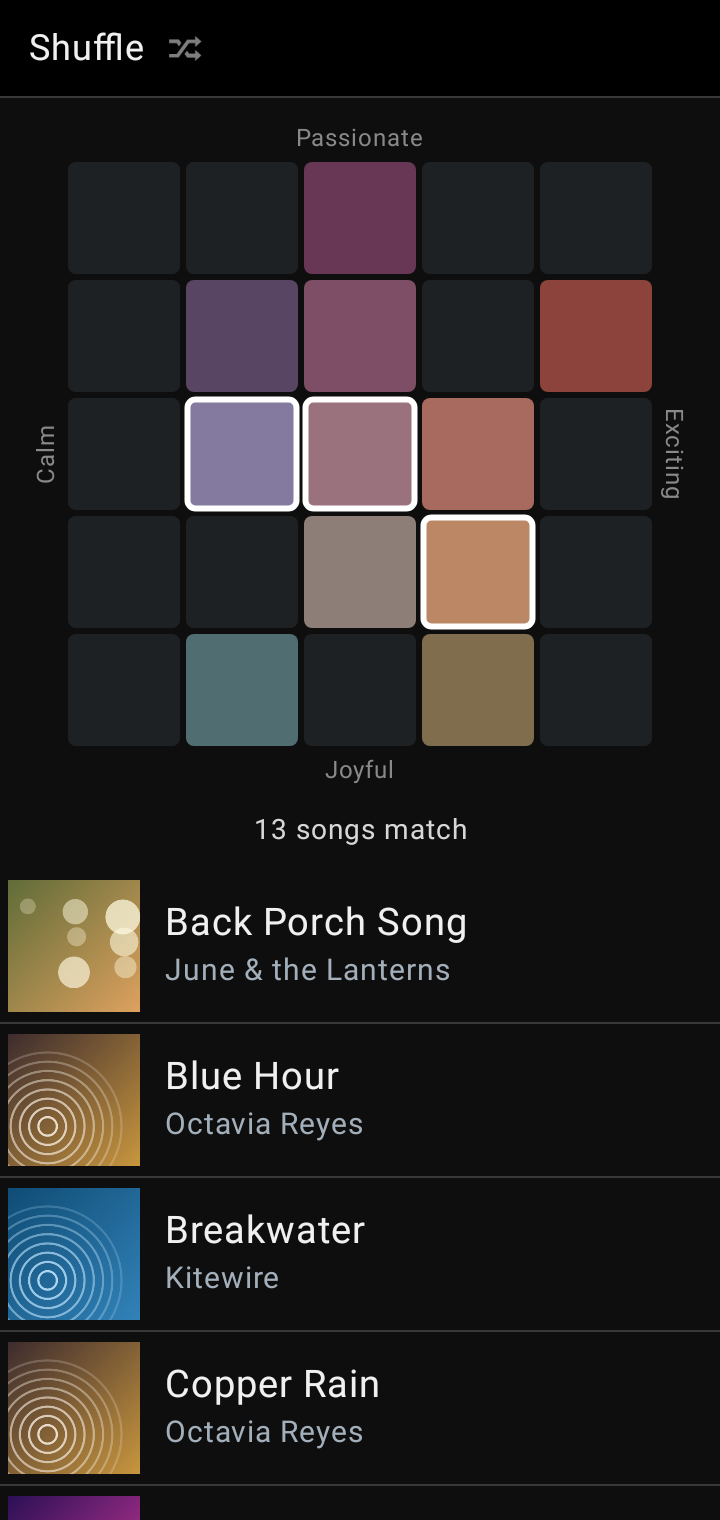 Shuffle
Passionate
Calm
Exciting
Joyful
13 songs match
Back Porch Song
June & the Lanterns
Blue Hour
Octavia Reyes
Breakwater
Kitewire
Copper Rain
Octavia Reyes